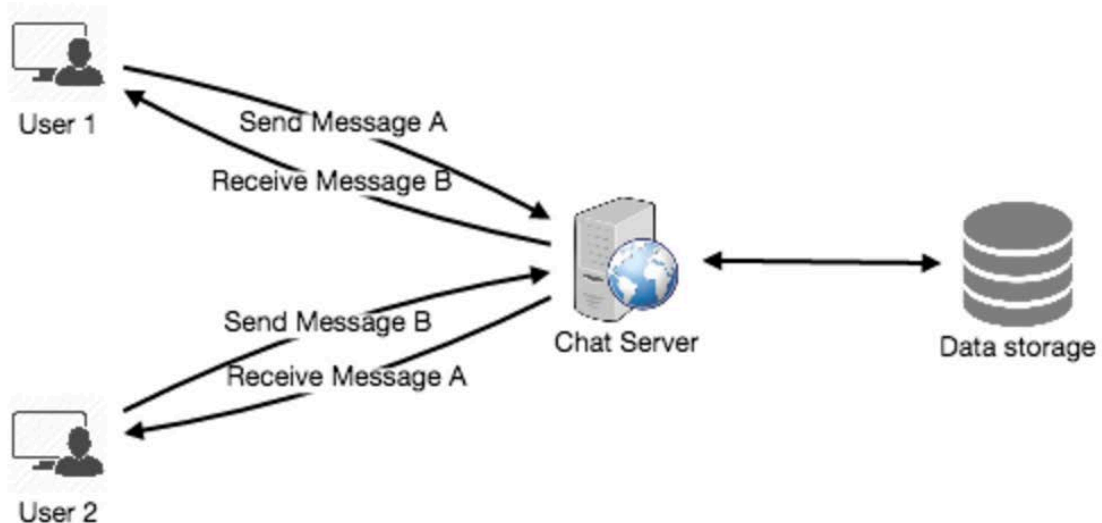 User 1
Send Message A
Receive Message B
Send Message B
Receive Message A
Chat Server
Data storage
User 2